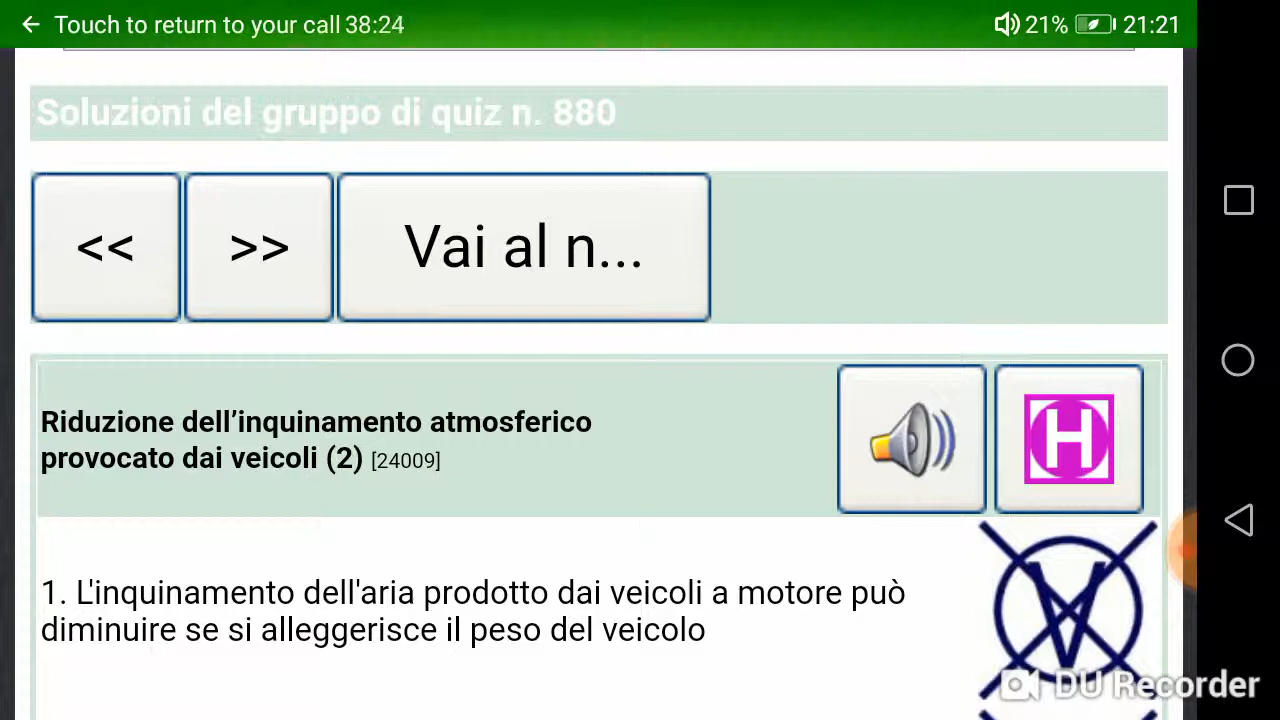 Touch to return to your call 38:24
21% 21:21
Soluzioni del gruppo di quiz n. 880
<< >> Vai al n...
Riduzione dell’inquinamento atmosferico
provocato dai veicoli (2) [24009]
H
1. L'inquinamento dell'aria prodotto dai veicoli a motore può
diminuire se si alleggerisce il peso del veicolo
V
DU Recorder